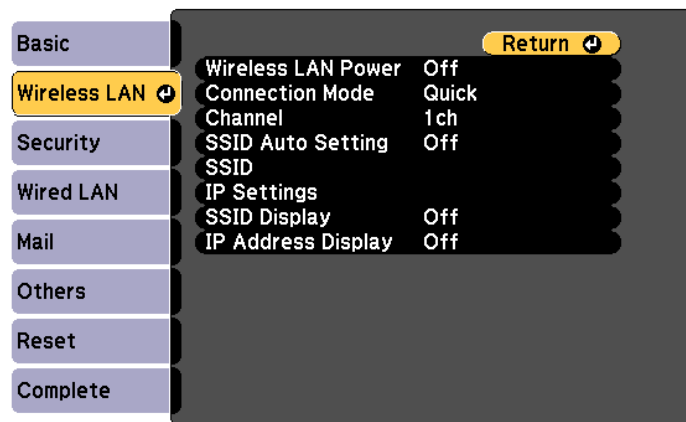 Basic
Wireless LAN
Security
Wired LAN
Mail
Others
Reset
Complete
Return
Wireless LAN Power Off
Connection Mode Quick
Channel 1ch
SSID Auto Setting Off
SSID
IP Settings
SSID Display Off
IP Address Display Off